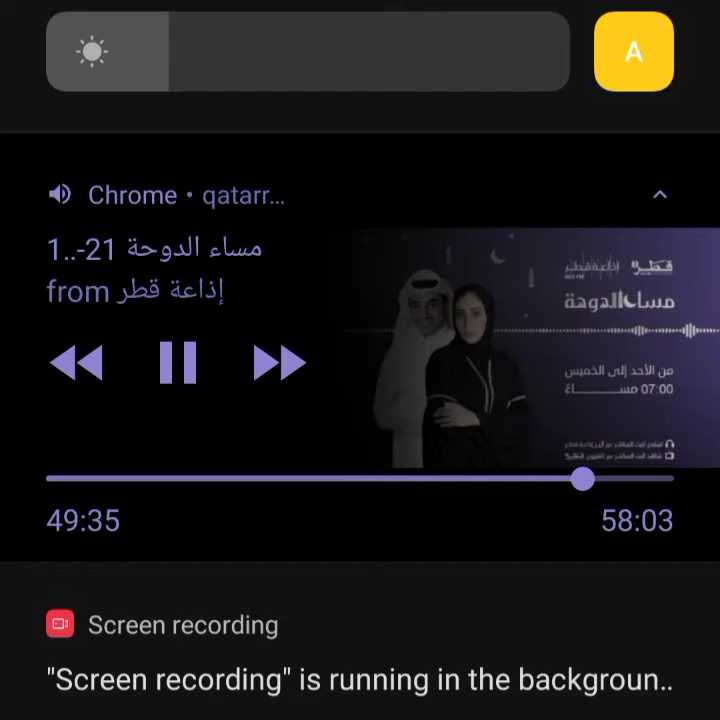 A
Chrome • qatarr...
مساء الدوحة 21-..1
from إذاعة قطر
قطر إذاعة قطر
مساء الدوحة
من الأحد إلى الخميس
07:00 مساءً
49:35
58:03
Screen recording
"Screen recording" is running in the backgroun..